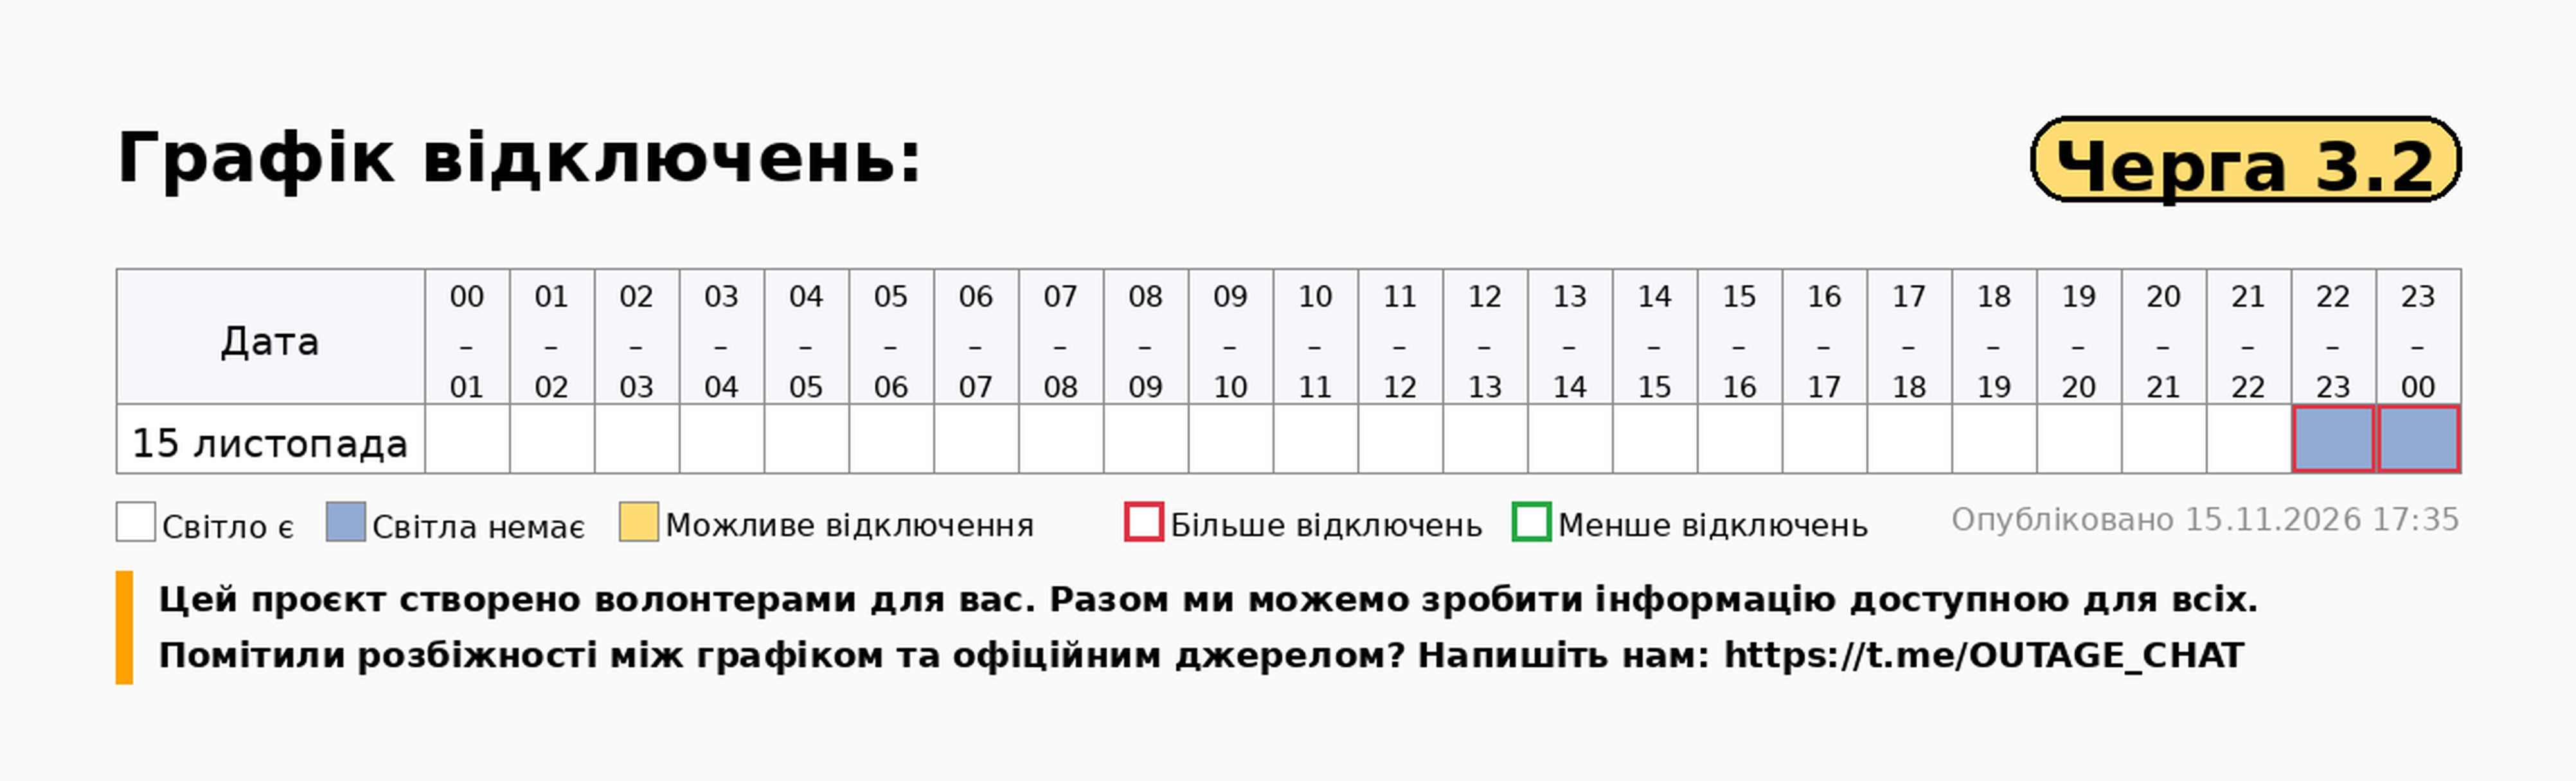 Графік відключень:
Черга 3.2
Дата
00 – 01
01 – 02
02 – 03
03 – 04
04 – 05
05 – 06
06 – 07
07 – 08
08 – 09
09 – 10
10 – 11
11 – 12
12 – 13
13 – 14
14 – 15
15 – 16
16 – 17
17 – 18
18 – 19
19 – 20
20 – 21
21 – 22
22 – 23
23 – 00
15 листопада
Світло є
Світла немає
Можливе відключення
Більше відключень
Менше відключень
Опубліковано 15.11.2026 17:35
Цей проєкт створено волонтерами для вас. Разом ми можемо зробити інформацію доступною для всіх.
Помітили розбіжності між графіком та офіційним джерелом? Напишіть нам: https://t.me/OUTAGE_CHAT